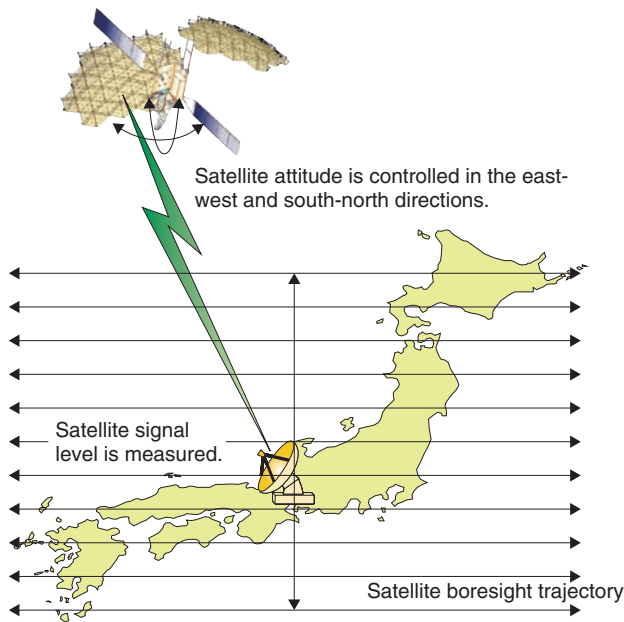 Satellite attitude is controlled in the east-
west and south-north directions.
Satellite signal
level is measured.
Satellite boresight trajectory